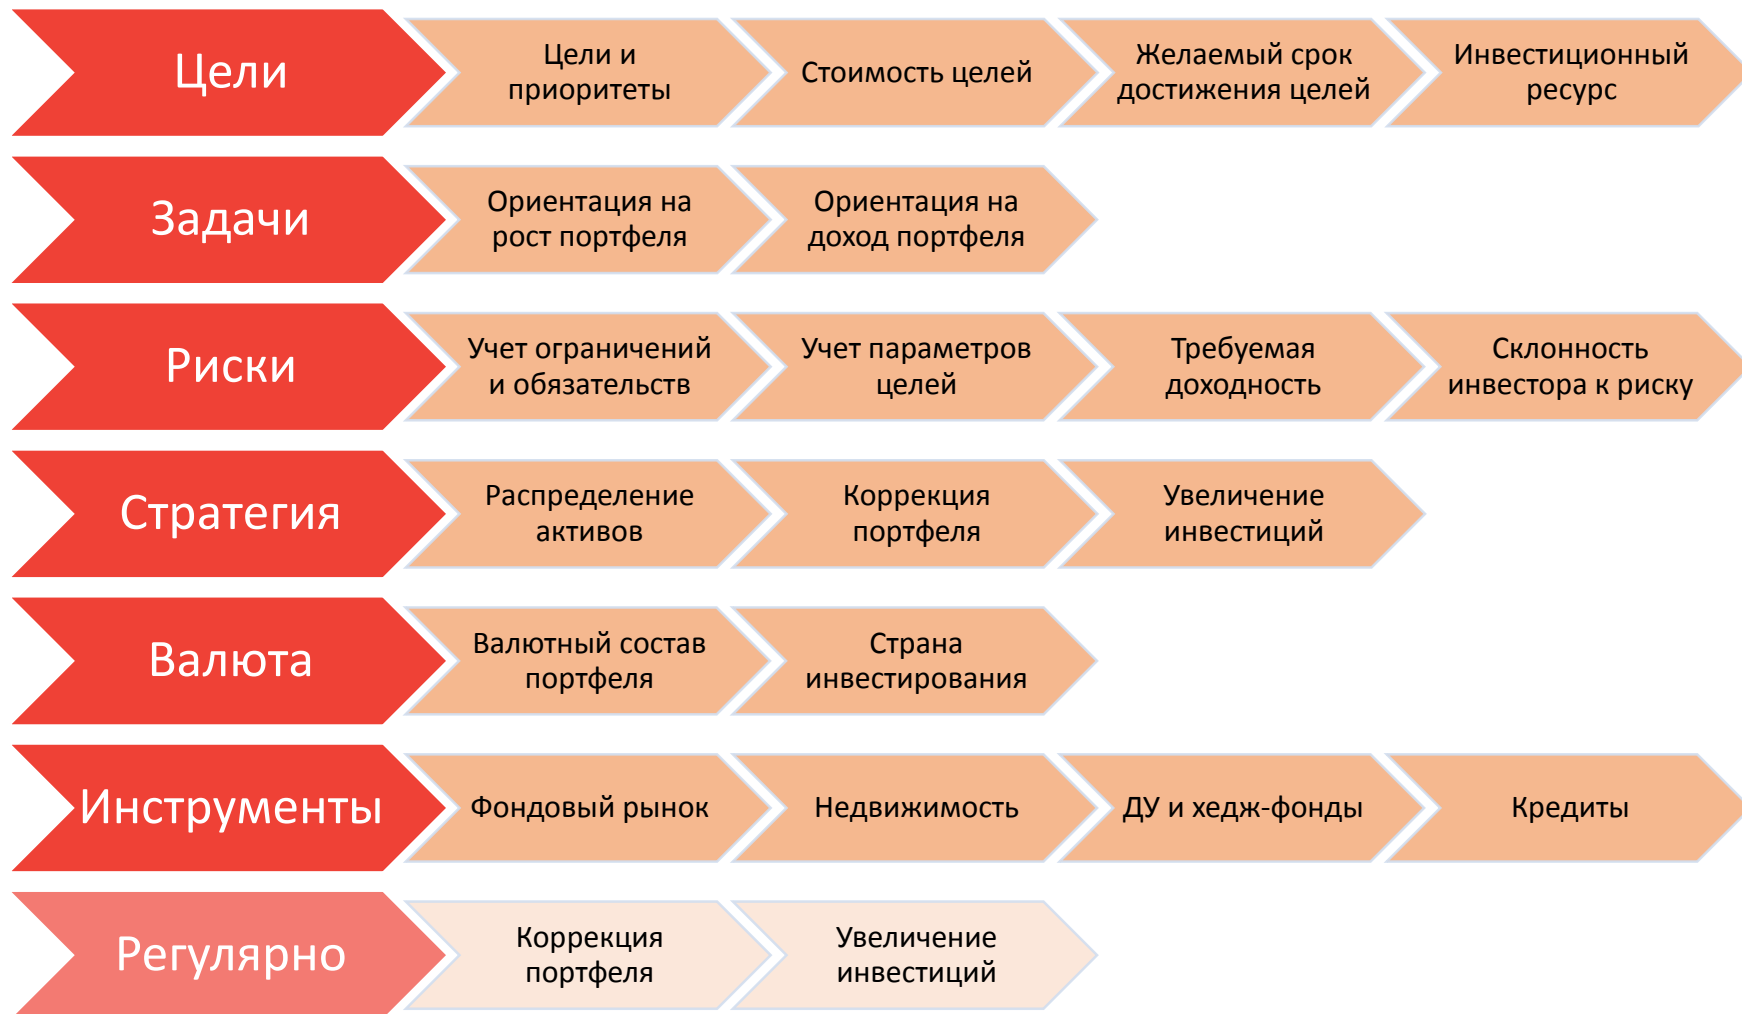 Цели
Цели и
приоритеты
Стоимость целей
Желаемый срок
достижения целей
Инвестиционный
ресурс
Задачи
Ориентация на
рост портфеля
Ориентация на
доход портфеля
Риски
Учет ограничений
и обязательств
Учет параметров
целей
Требуемая
доходность
Склонность
инвестора к риску
Стратегия
Распределение
активов
Коррекция
портфеля
Увеличение
инвестиций
Валюта
Валютный состав
портфеля
Страна
инвестирования
Инструменты
Фондовый рынок
Недвижимость
ДУ и хедж-фонды
Кредиты
Регулярно
Коррекция
портфеля
Увеличение
инвестиций